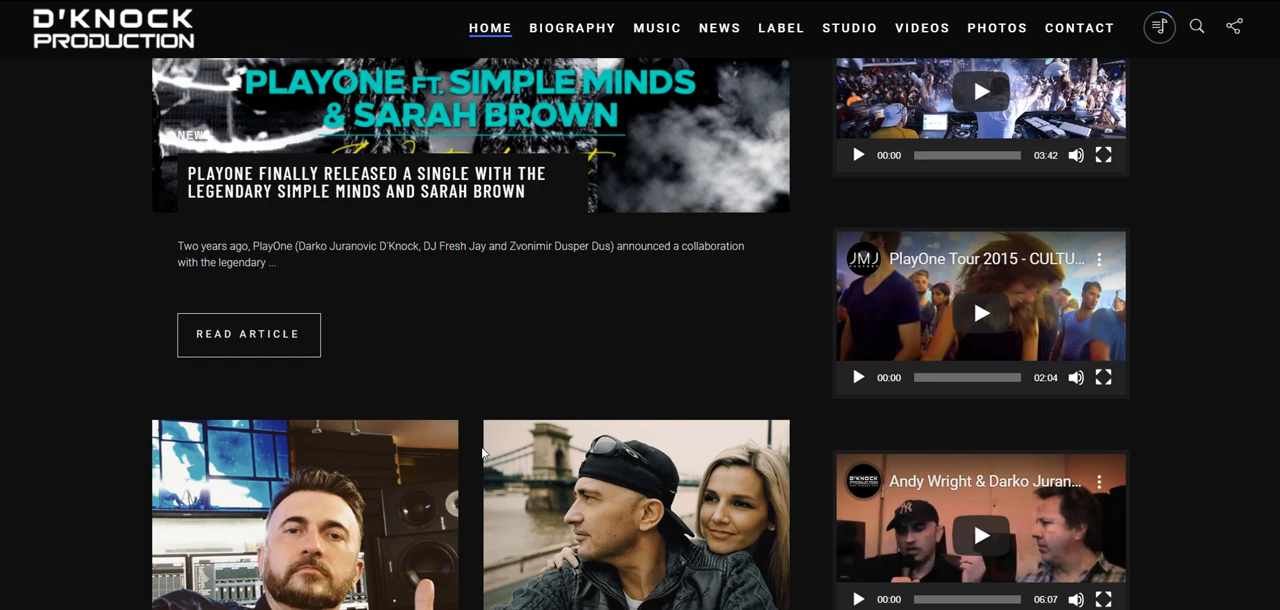 D'KNOCK
PRODUCTION
HOME BIOGRAPHY MUSIC NEWS LABEL STUDIO VIDEOS PHOTOS CONTACT
PLAYONE FT. SIMPLE MINDS
& SARAH BROWN
NEWS
PLAYONE FINALLY RELEASED A SINGLE WITH THE
LEGENDARY SIMPLE MINDS AND SARAH BROWN
Two years ago, PlayOne (Darko Juranovic D'Knock, DJ Fresh Jay and Zvonimir Dusper Dus) announced a collaboration
with the legendary ...
READ ARTICLE
00:00 03:42
JMJ
PlayOne Tour 2015 - CULTU...
00:00 02:04
D'KNOCK
PRODUCTION
Andy Wright & Darko Juran...
00:00 06:07